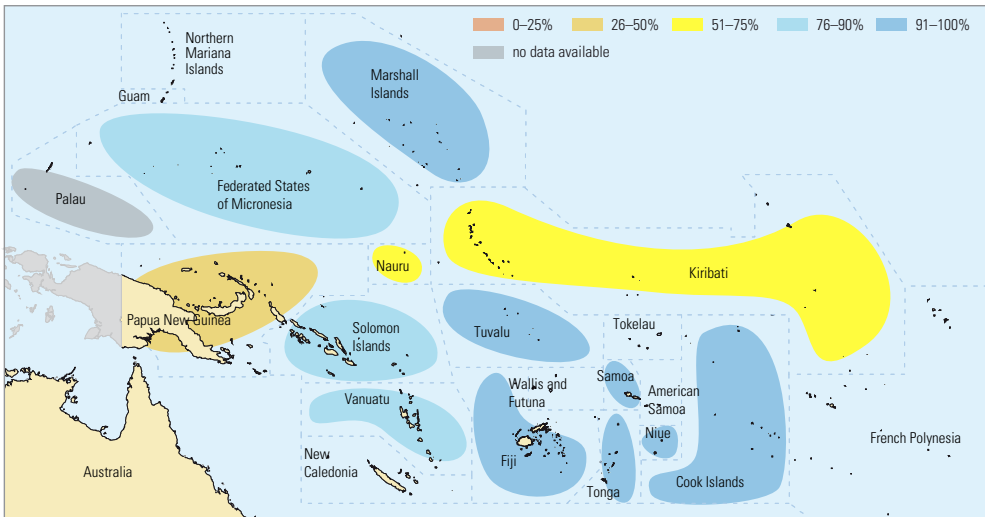 0–25%
26–50%
51–75%
76–90%
91–100%
no data available
Northern
Mariana
Islands
Guam
Marshall
Islands
Palau
Federated States
of Micronesia
Nauru
Kiribati
Papua New Guinea
Solomon
Islands
Tuvalu
Tokelau
Vanuatu
Wallis and
Futuna
Samoa
American
Samoa
Niue
New
Caledonia
Fiji
Tonga
Cook Islands
French Polynesia
Australia